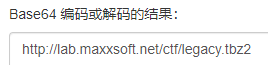 Base64 编码或解码的结果：
http://lab.maxxsoft.net/ctf/legacy.tbz2